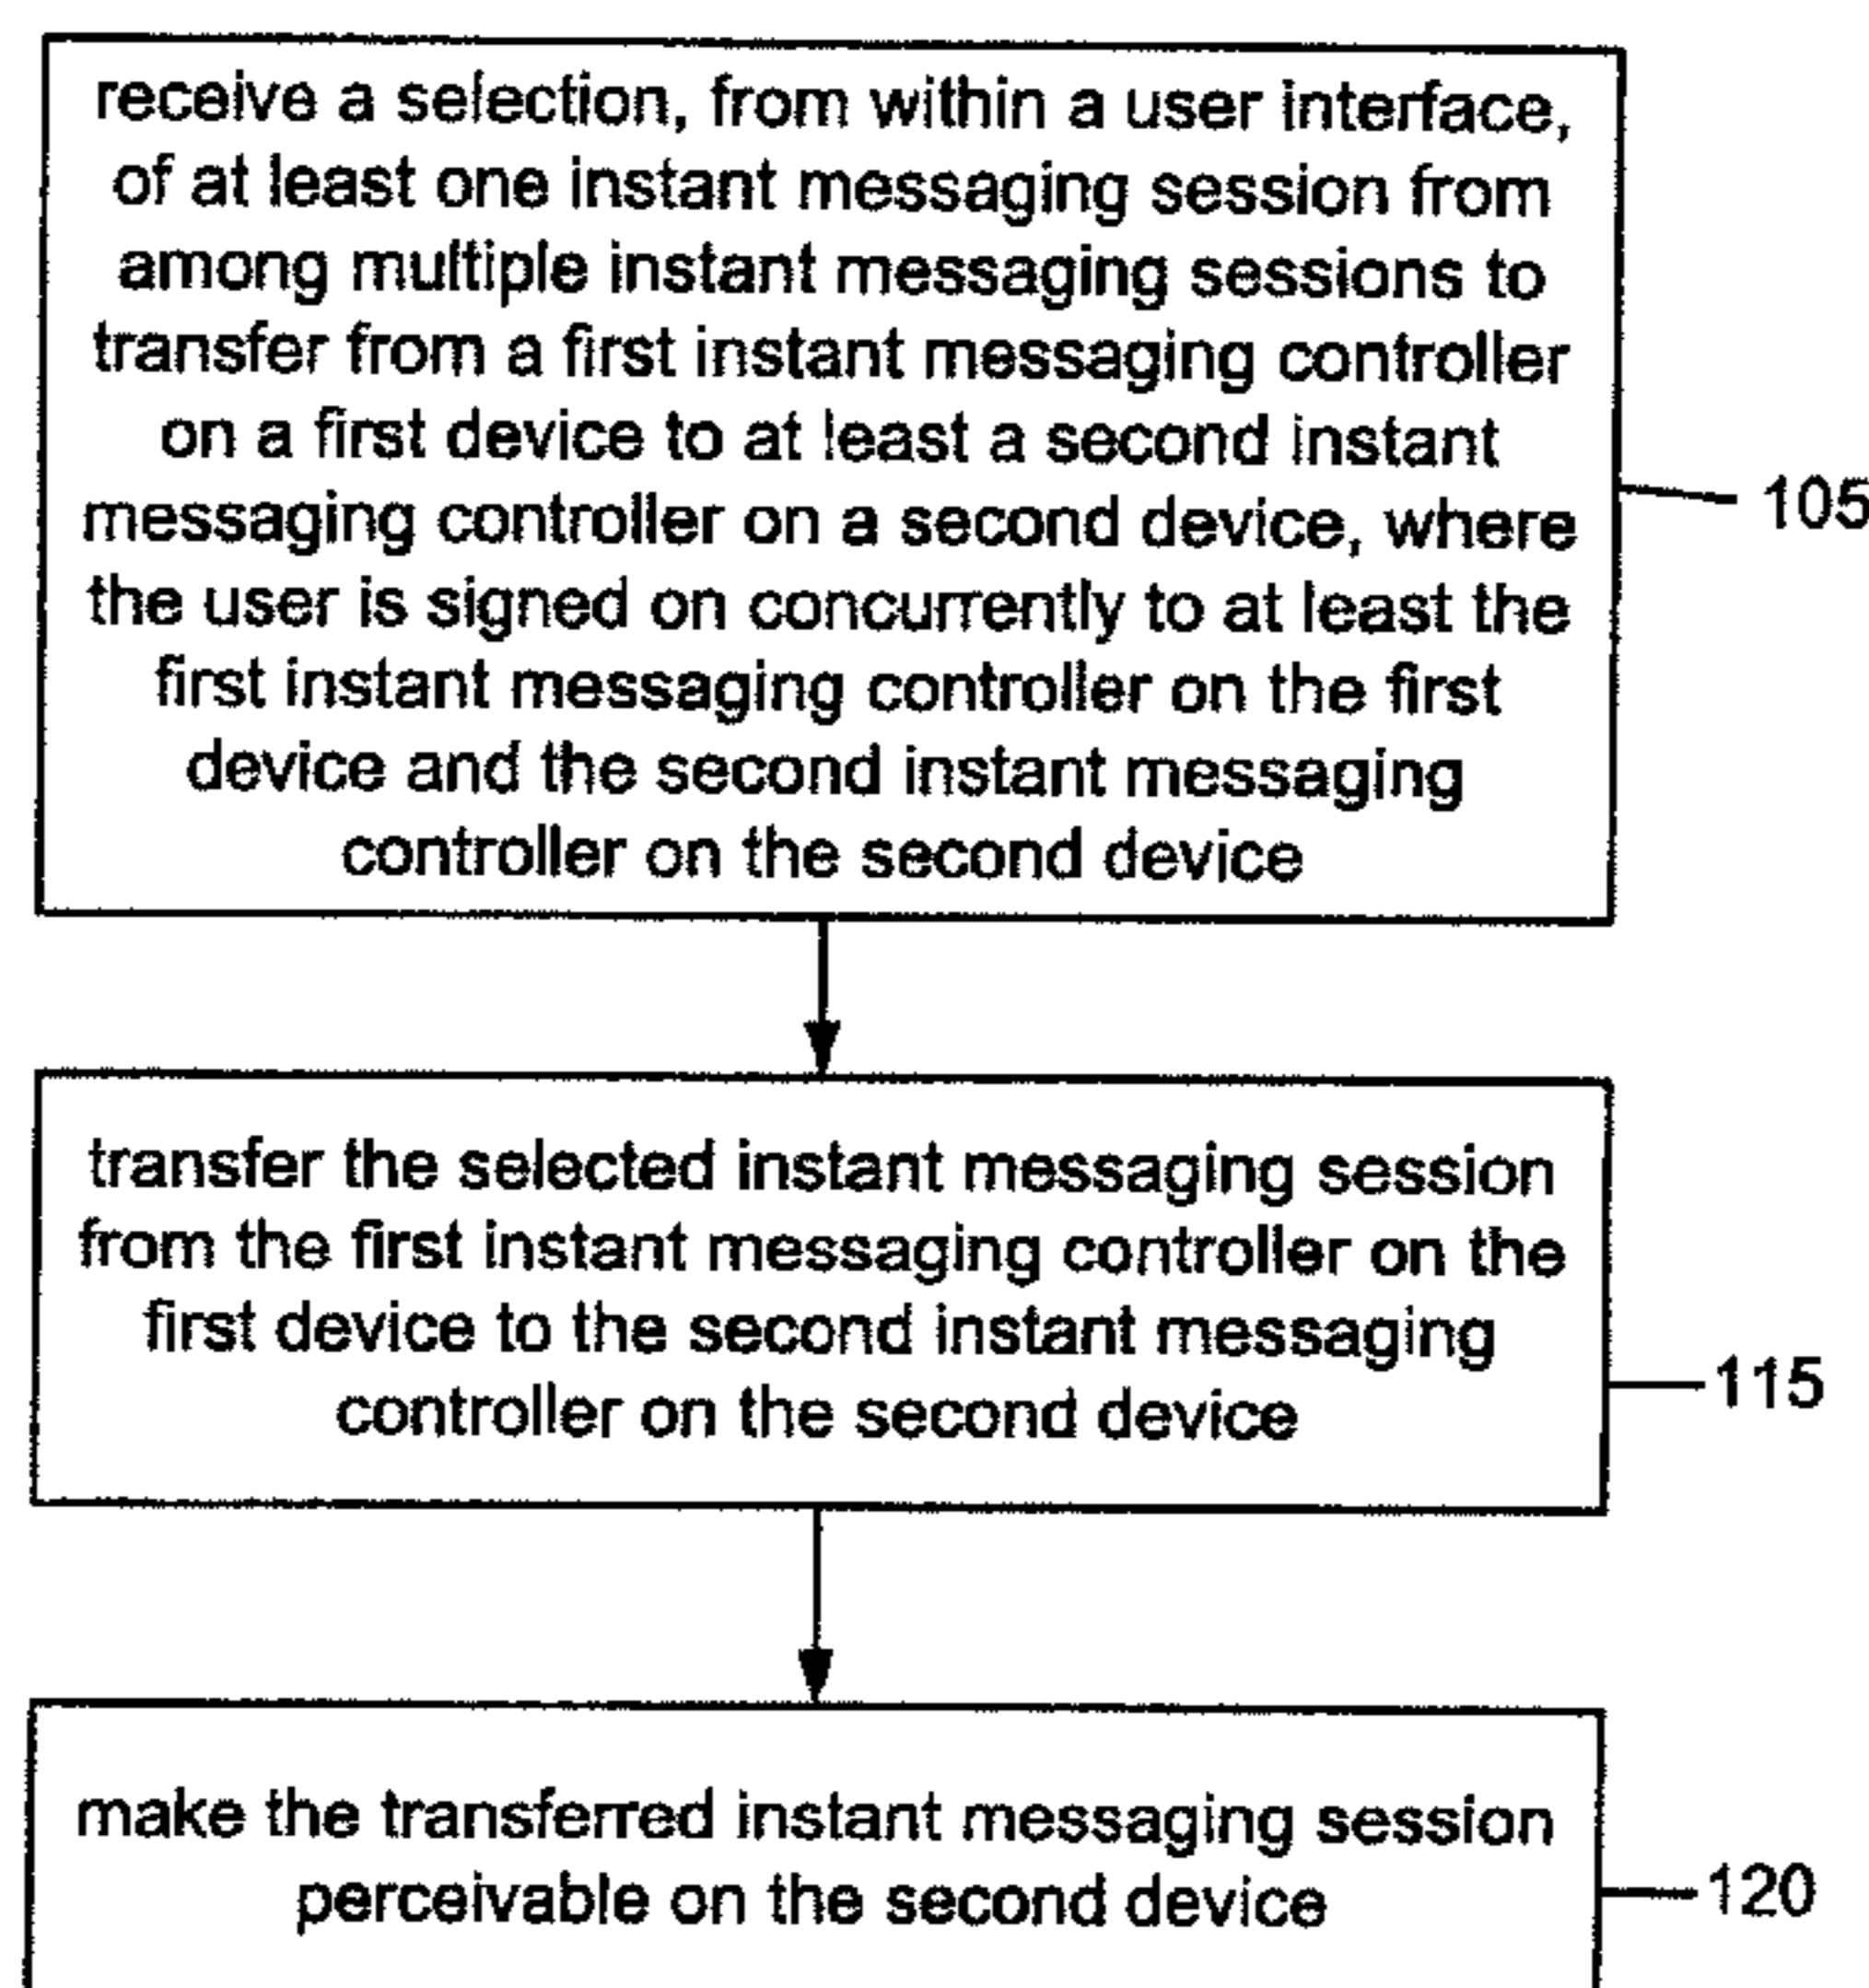 receive a selection, from within a user interface,
of at least one instant messaging session from
among multiple instant messaging sessions to
transfer from a first instant messaging controller
on a first device to at least a second instant
messaging controller on a second device, where
the user is signed on concurrently to at least the
first instant messaging controller on the first
device and the second instant messaging
controller on the second device
105
transfer the selected instant messaging session
from the first instant messaging controller on the
first device to the second instant messaging
controller on the second device
115
make the transferred instant messaging session
perceivable on the second device
120